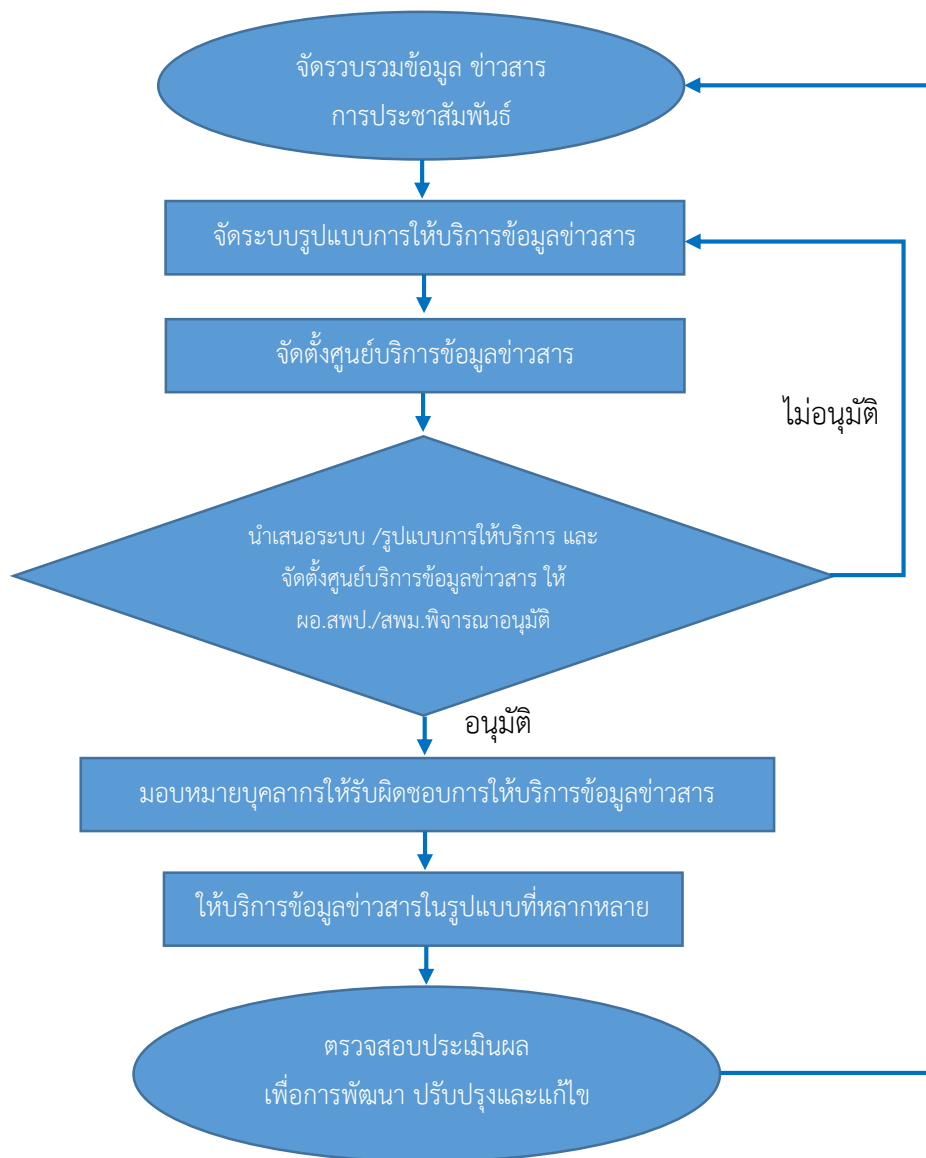 จัดรวบรวมข้อมูล ข่าวสาร
การประชาสัมพันธ์
จัดระบบรูปแบบการให้บริการข้อมูลข่าวสาร
จัดตั้งศูนย์บริการข้อมูลข่าวสาร
ไม่อนุมัติ
นำเสนอระบบ /รูปแบบการให้บริการ และ
จัดตั้งศูนย์บริการข้อมูลข่าวสาร ให้
ผอ.สพป./สพม.พิจารณาอนุมัติ
อนุมัติ
มอบหมายบุคลากรให้รับผิดชอบการให้บริการข้อมูลข่าวสาร
ให้บริการข้อมูลข่าวสารในรูปแบบที่หลากหลาย
ตรวจสอบประเมินผล
เพื่อการพัฒนา ปรับปรุงและแก้ไข